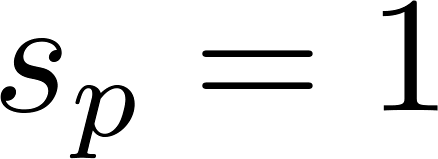 s_p = 1